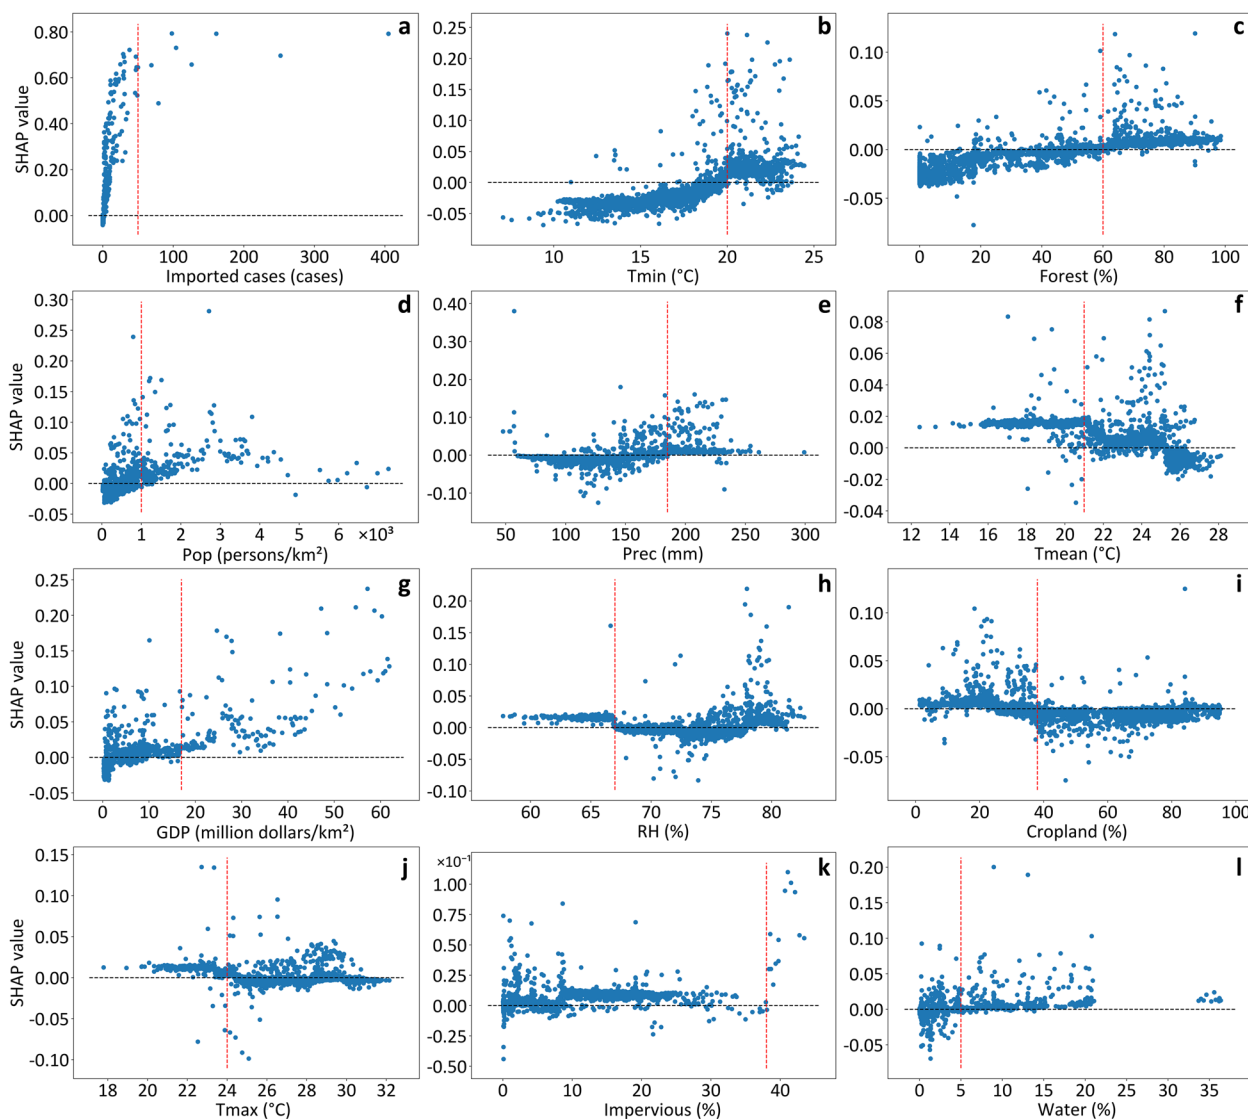 a
0.80
0.60
0.40
0.20
0.00
SHAP value
0 100 200 300 400
Imported cases (cases)
b
0.25
0.20
0.15
0.10
0.05
0.00
-0.05
10 15 20 25
Tmin (°C)
c
0.10
0.05
0.00
-0.05
0 20 40 60 80 100
Forest (%)
d
0.30
0.25
0.20
0.15
0.10
0.05
0.00
-0.05
SHAP value
0 1 2 3 4 5 6 ×10³
Pop (persons/km²)
e
0.40
0.30
0.20
0.10
0.00
-0.10
50 100 150 200 250 300
Prec (mm)
f
0.08
0.06
0.04
0.02
0.00
-0.02
-0.04
12 14 16 18 20 22 24 26 28
Tmean (°C)
g
0.25
0.20
0.15
0.10
0.05
0.00
-0.05
SHAP value
0 10 20 30 40 50 60
GDP (million dollars/km²)
h
0.20
0.15
0.10
0.05
0.00
-0.05
-0.10
60 65 70 75 80
RH (%)
i
0.10
0.05
0.00
-0.05
0 20 40 60 80 100
Cropland (%)
j
0.15
0.10
0.05
0.00
-0.05
-0.10
SHAP value
18 20 22 24 26 28 30 32
Tmax (°C)
k
×10⁻¹
1.00
0.75
0.50
0.25
0.00
-0.25
-0.50
0 10 20 30 40
Impervious (%)
l
0.20
0.15
0.10
0.05
0.00
-0.05
0 5 10 15 20 25 30 35
Water (%)